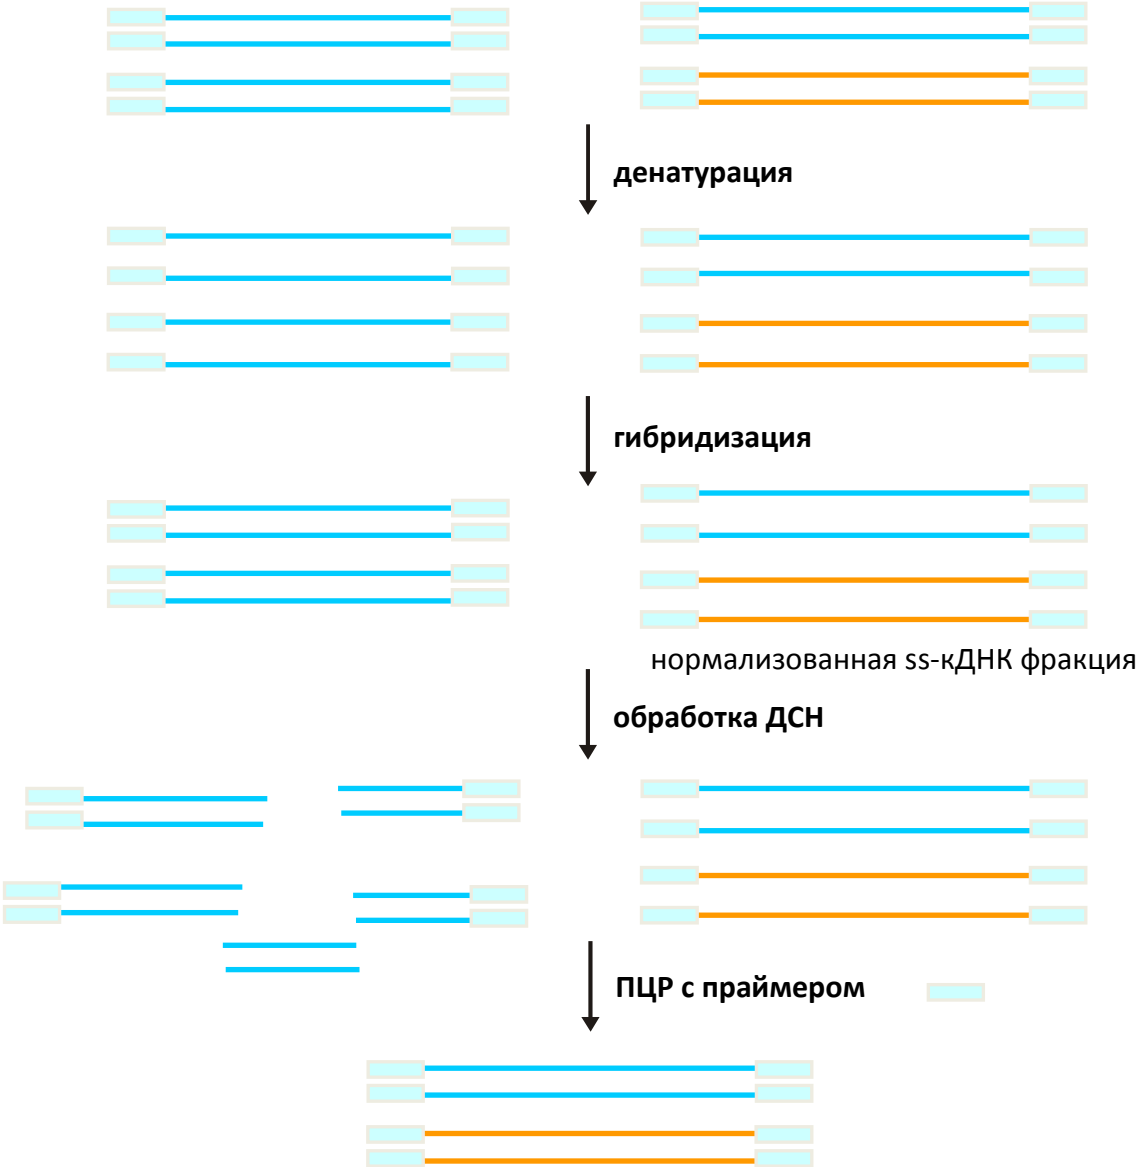 денатурация
гибридизация
нормализованная ss-кДНК фракция
обработка ДСН
ПЦР с праймером